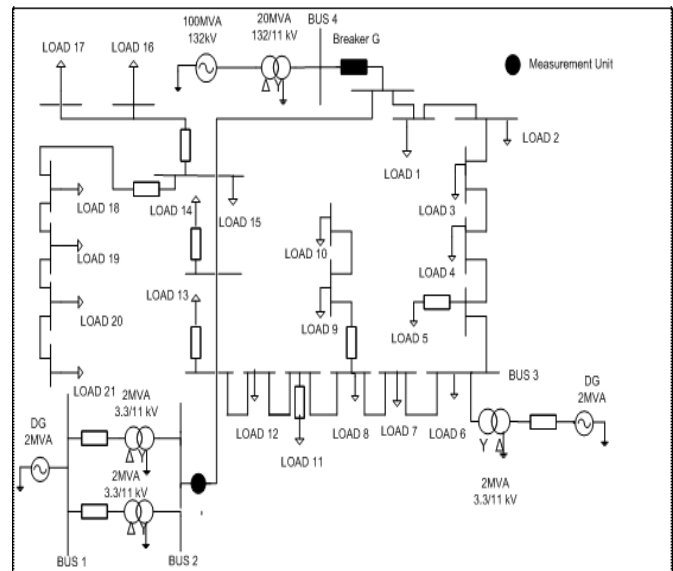 100MVA
132kV
20MVA
132/11 kV
BUS 4
Breaker G
Measurement Unit
LOAD 17
LOAD 16
LOAD 1
LOAD 2
LOAD 3
LOAD 4
LOAD 5
LOAD 18
LOAD 14
LOAD 15
LOAD 19
LOAD 10
LOAD 13
LOAD 20
LOAD 9
LOAD 21
BUS 3
DG
2MVA
LOAD 12
LOAD 8
LOAD 7
LOAD 6
LOAD 11
Y
Δ
2MVA
3.3/11 kV
DG
2MVA
2MVA
3.3/11 kV
Δ
Y
2MVA
3.3/11 kV
Δ
Y
Δ
Y
BUS 1
BUS 2